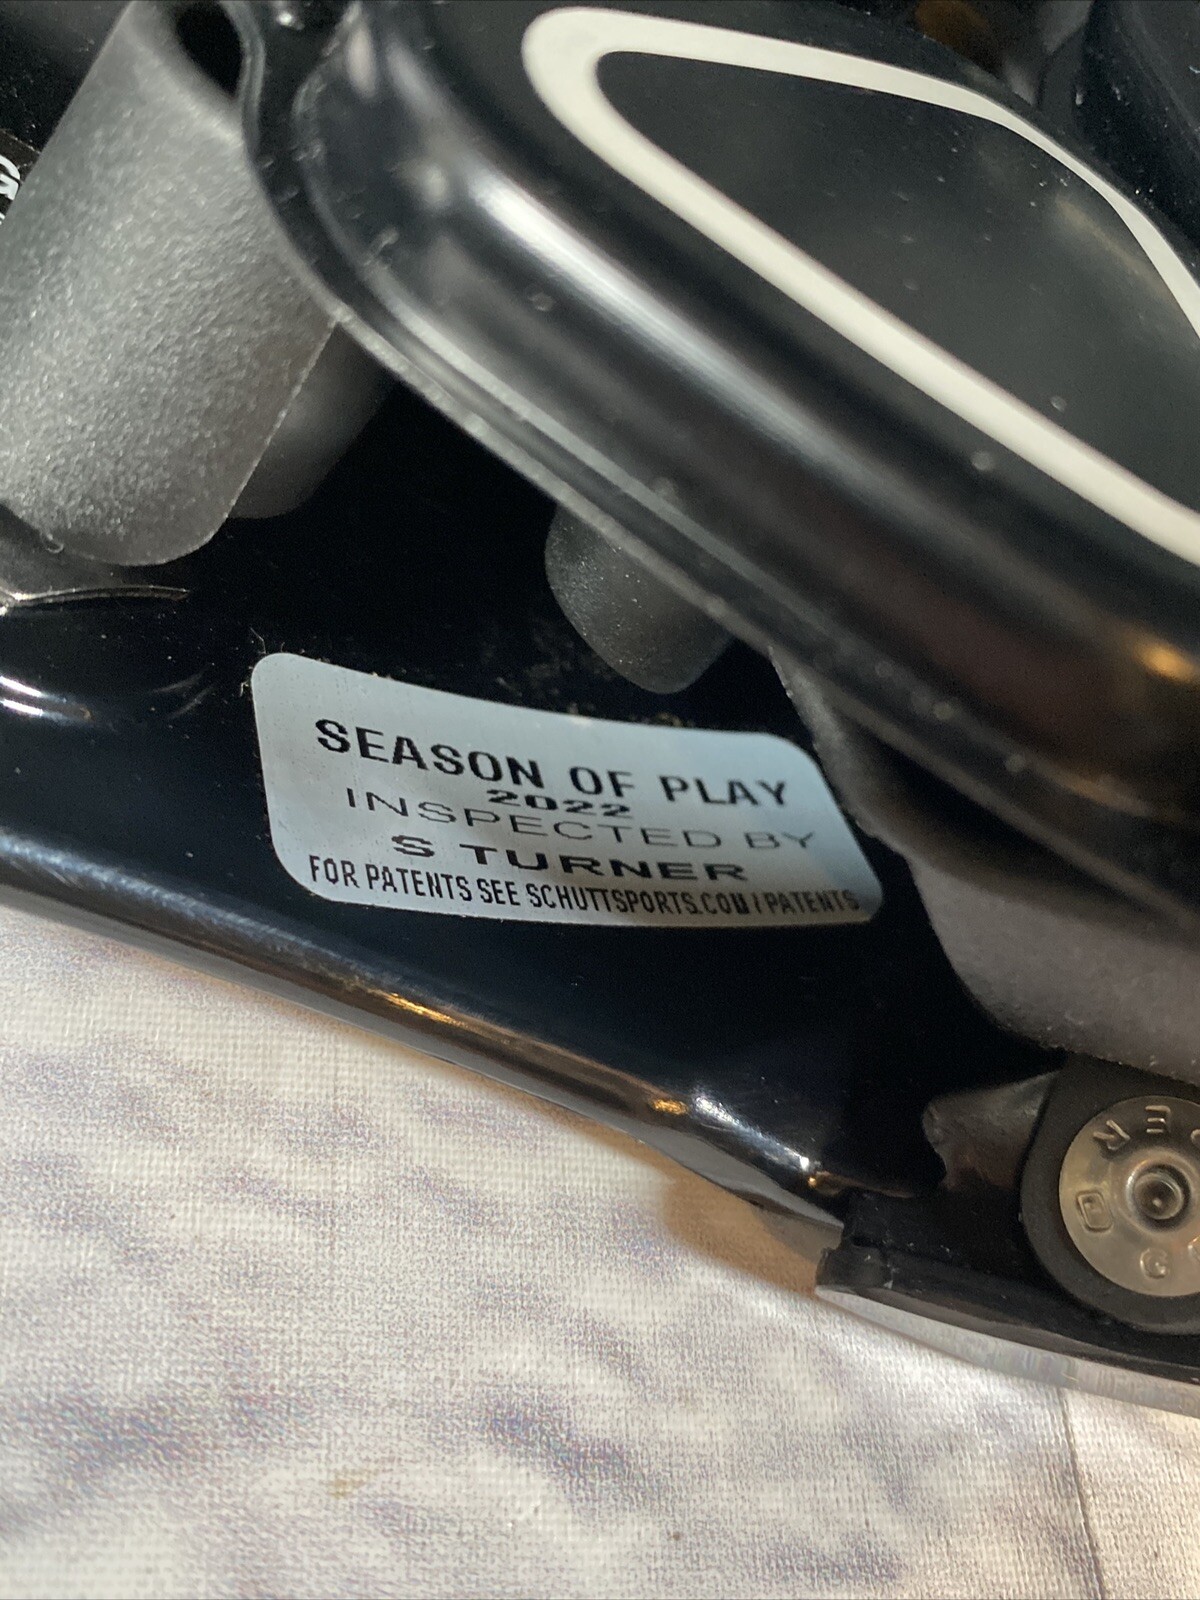 SEASON OF PLAY
2022
INSPECTED BY
S TURNER
FOR PATENTS SEE SCHUTTSPORTS.COM/PATENTS